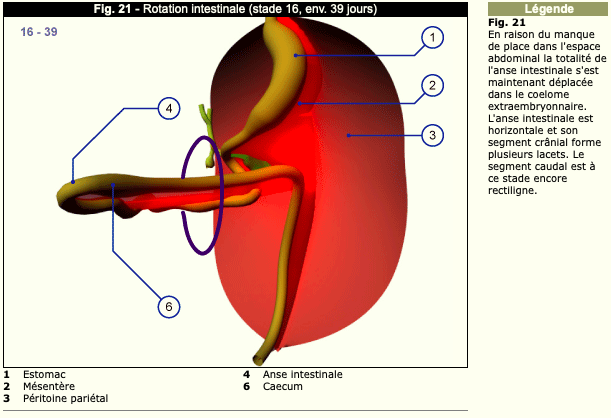 Fig. 21 - Rotation intestinale (stade 16, env. 39 jours)
16 - 39
1
2
3
4
6
1 Estomac
2 Mésentère
3 Péritoine pariétal
4 Anse intestinale
6 Caecum
Légende
Fig. 21
En raison du manque
de place dans l'espace
abdominal la totalité de
l'anse intestinale s'est
maintenant déplacée
dans le coelome
extraembryonnaire.
L'anse intestinale est
horizontale et son
segment crânial forme
plusieurs lacets. Le
segment caudal est à
ce stade encore
rectiligne.